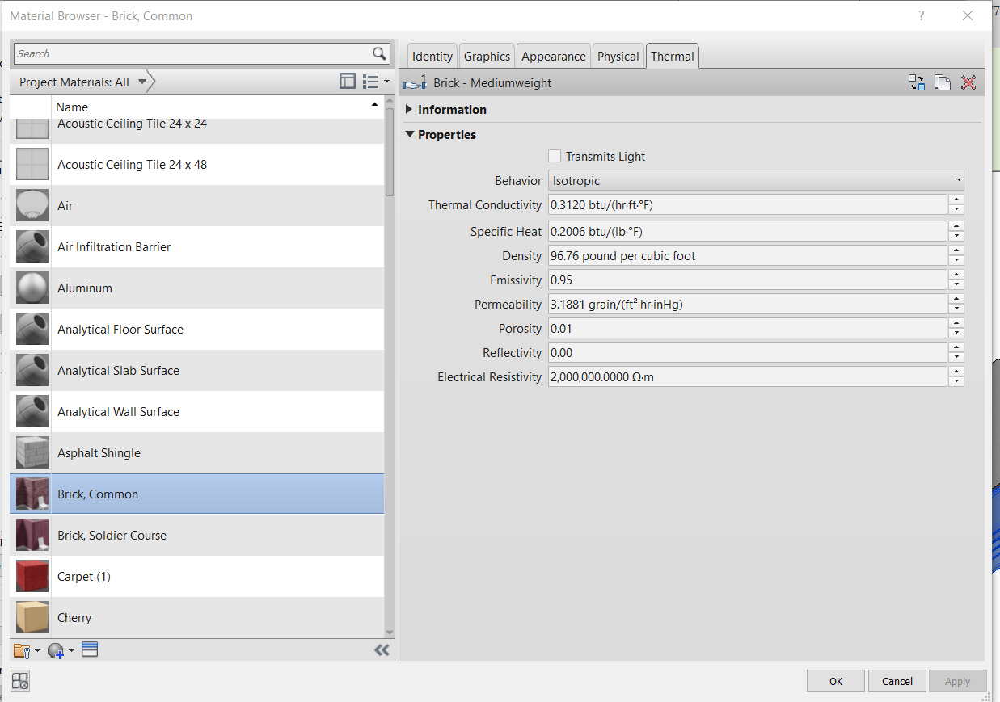 Material Browser - Brick, Common
?
Search
Project Materials: All
Name
Acoustic Ceiling Tile 24 x 24
Acoustic Ceiling Tile 24 x 48
Air
Air Infiltration Barrier
Aluminum
Analytical Floor Surface
Analytical Slab Surface
Analytical Wall Surface
Asphalt Shingle
Brick, Common
Brick, Soldier Course
Carpet (1)
Cherry
Identity Graphics Appearance Physical Thermal
1 Brick - Mediumweight
Information
Properties
Transmits Light
Behavior Isotropic
Thermal Conductivity 0.3120 btu/(hr·ft·°F)
Specific Heat 0.2006 btu/(lb·°F)
Density 96.76 pound per cubic foot
Emissivity 0.95
Permeability 3.1881 grain/(ft²·hr·inHg)
Porosity 0.01
Reflectivity 0.00
Electrical Resistivity 2,000,000.0000 Ω·m
OK Cancel Apply